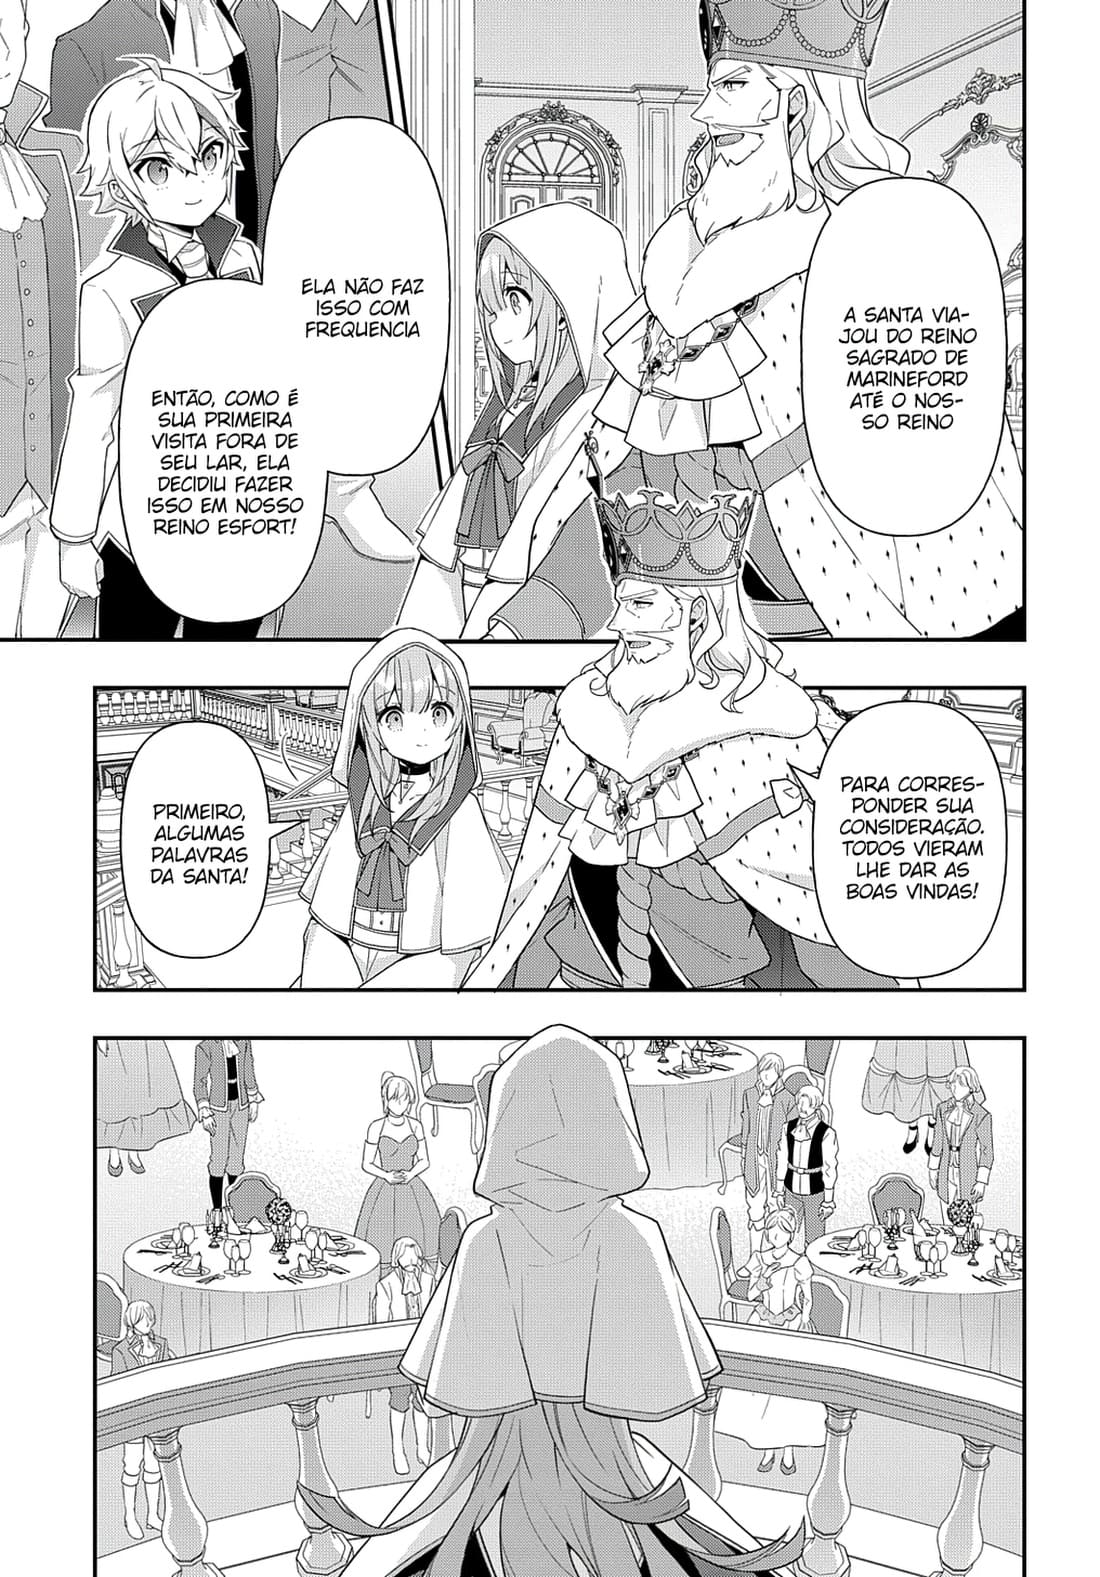 A SANTA VIA-
JOU DO REINO
SAGRADO DE
MARINEFORD
ATÉ O NOS-
SO REINO
ELA NÃO FAZ
ISSO COM
FREQUENCIA
ENTÃO, COMO É
SUA PRIMEIRA
VISITA FORA DE
SEU LAR, ELA
DECIDIU FAZER
ISSO EM NOSSO
REINO ESFORT!
PARA CORRES-
PONDER SUA
CONSIDERAÇÃO.
TODOS VIERAM
LHE DAR AS
BOAS VINDAS!
PRIMEIRO,
ALGUMAS
PALAVRAS
DA SANTA!